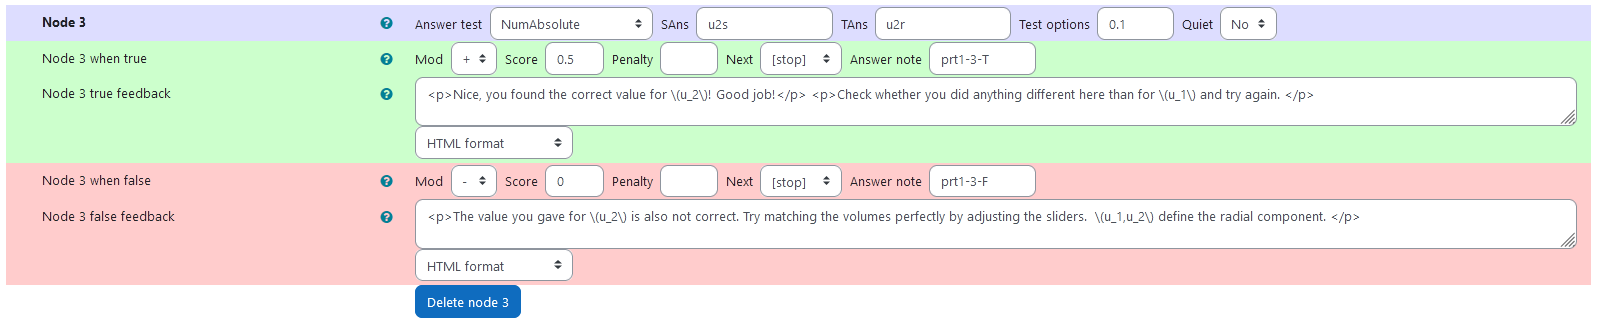 Node 3 Answer test NumAbsolute SAns u2s TAns u2r Test options 0.1 Quiet No
Node 3 when true Mod + Score 0.5 Penalty Next [stop] Answer note prt1-3-T
Node 3 true feedback <p>Nice, you found the correct value for \(u_2\)! Good job!</p> <p>Check whether you did anything different here than for \(u_1\) and try again. </p>
HTML format
Node 3 when false Mod - Score 0 Penalty Next [stop] Answer note prt1-3-F
Node 3 false feedback <p>The value you gave for \(u_2\) is also not correct. Try matching the volumes perfectly by adjusting the sliders.  \(u_1,u_2\) define the radial component. </p>
HTML format
Delete node 3